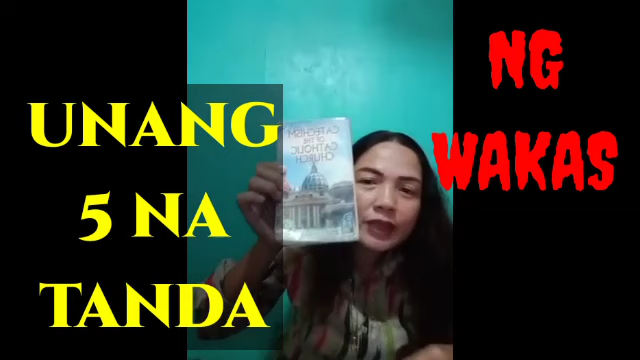 UNANG
5 NA
TANDA
NG
WAKAS
CATECHISM
OF THE
CATHOLIC
CHURCH